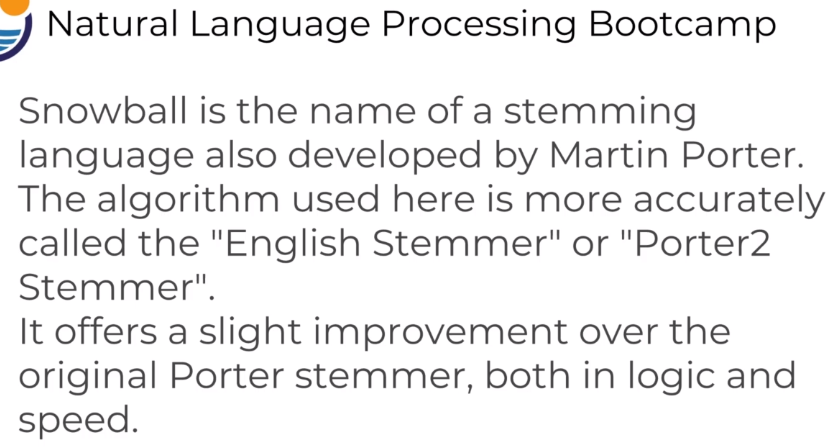 Natural Language Processing Bootcamp
Snowball is the name of a stemming
language also developed by Martin Porter.
The algorithm used here is more accurately
called the "English Stemmer" or "Porter2
Stemmer".
It offers a slight improvement over the
original Porter stemmer, both in logic and
speed.